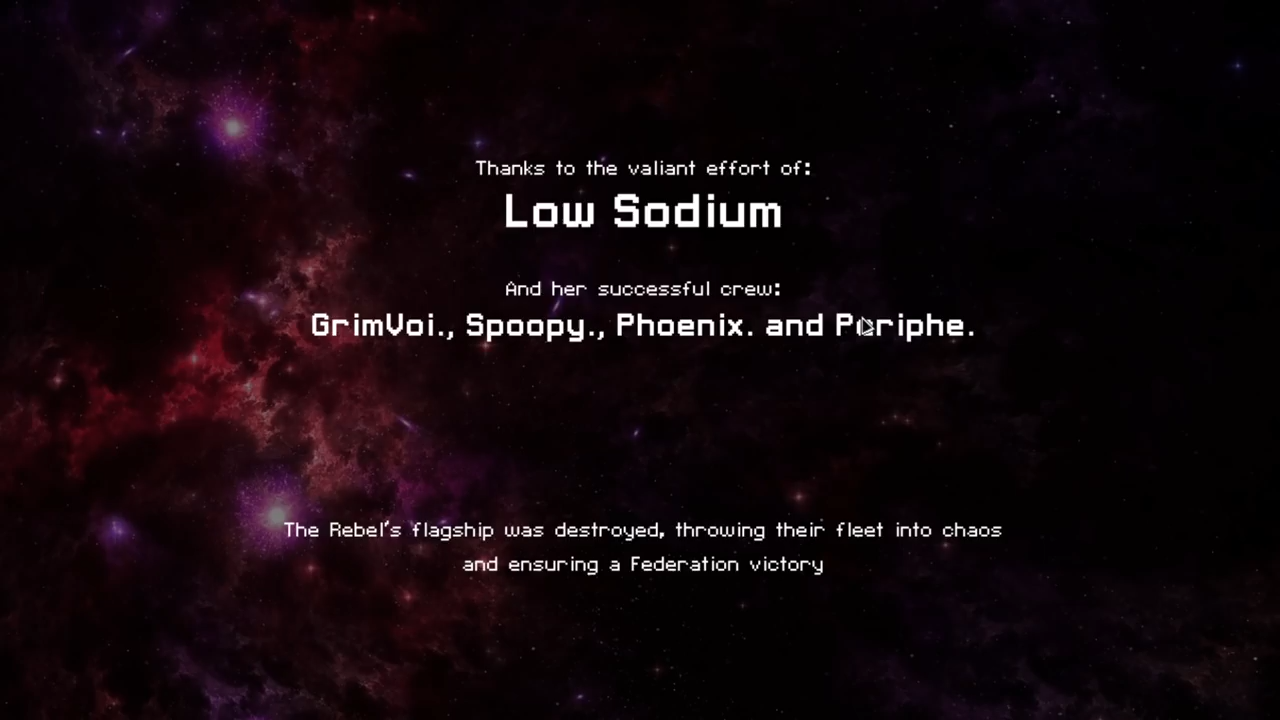 Thanks to the valiant effort of:
Low Sodium
And her successful crew:
GrimVoi., Spoopy., Phoenix. and Periphe.
The Rebel's flagship was destroyed, throwing their fleet into chaos
and ensuring a Federation victory